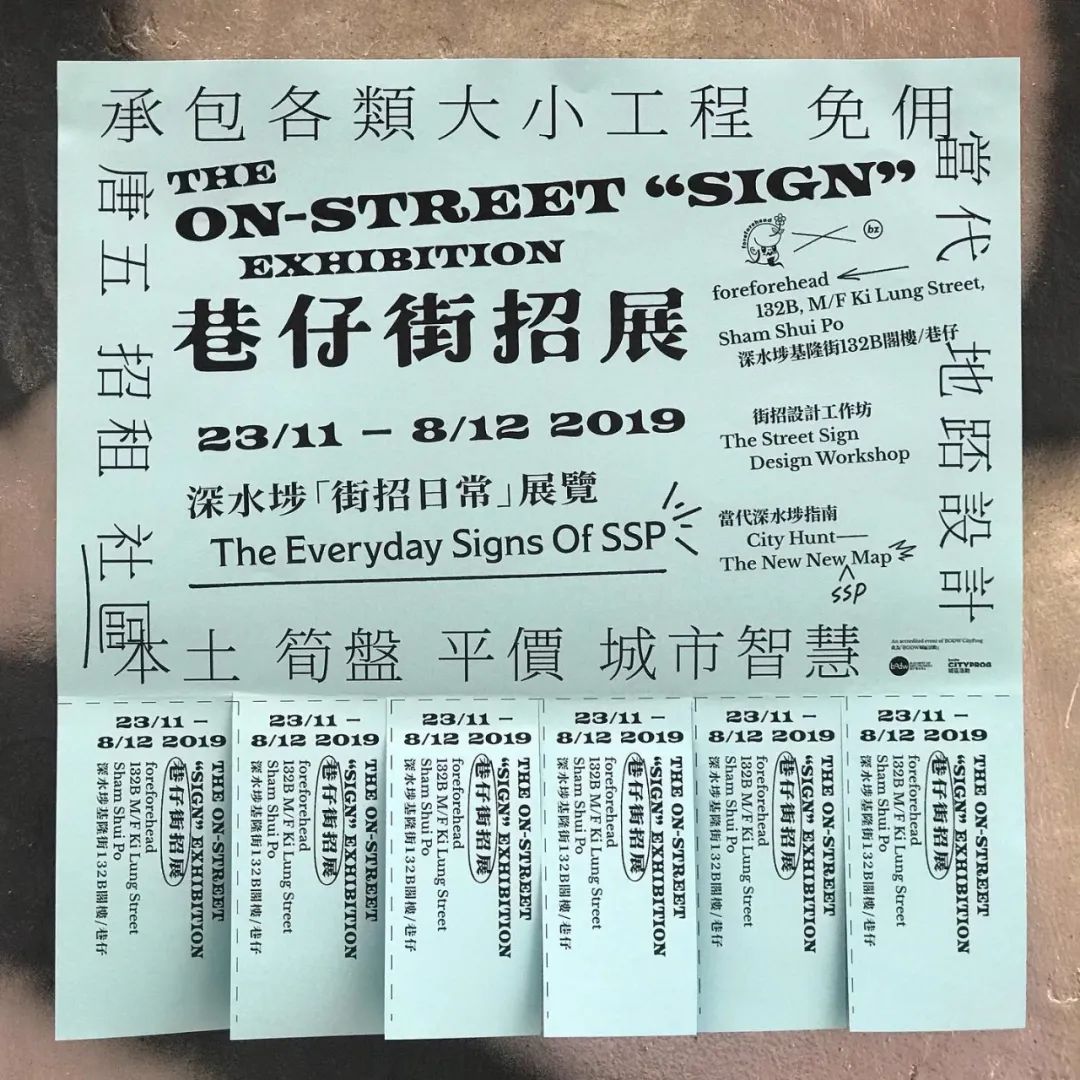 承包各類大小工程 免佣
當代 地踎設計
唐五 招租 社區
THE
ON-STREET “SIGN”
EXHIBITION
巷仔街招展
23/11 – 8/12 2019
深水埗「街招日常」展覽
The Everyday Signs Of SSP
foreforehead
bz
foreforehead
132B, M/F Ki Lung Street,
Sham Shui Po
深水埗基隆街132B閣樓/巷仔
街招設計工作坊
The Street Sign
Design Workshop
當代深水埗指南
City Hunt—
The New New Map
SSP
本土 筍盤 平價 城市智慧
An accredited event of BODW CityProg
bodw
CITYPROG
城區活動
23/11 –
8/12 2019
THE ON-STREET
“SIGN” EXHIBITION
巷仔街招展
foreforehead
132B M/F Ki Lung Street
Sham Shui Po
深水埗基隆街132B閣樓/巷仔
23/11 –
8/12 2019
THE ON-STREET
“SIGN” EXHIBITION
巷仔街招展
foreforehead
132B M/F Ki Lung Street
Sham Shui Po
深水埗基隆街132B閣樓/巷仔
23/11 –
8/12 2019
THE ON-STREET
“SIGN” EXHIBITION
巷仔街招展
foreforehead
132B M/F Ki Lung Street
Sham Shui Po
深水埗基隆街132B閣樓/巷仔
23/11 –
8/12 2019
THE ON-STREET
“SIGN” EXHIBITION
巷仔街招展
foreforehead
132B M/F Ki Lung Street
Sham Shui Po
深水埗基隆街132B閣樓/巷仔
23/11 –
8/12 2019
THE ON-STREET
“SIGN” EXHIBITION
巷仔街招展
foreforehead
132B M/F Ki Lung Street
Sham Shui Po
深水埗基隆街132B閣樓/巷仔
23/11 –
8/12 2019
THE ON-STREET
“SIGN” EXHIBITION
巷仔街招展
foreforehead
132B M/F Ki Lung Street
Sham Shui Po
深水埗基隆街132B閣樓/巷仔